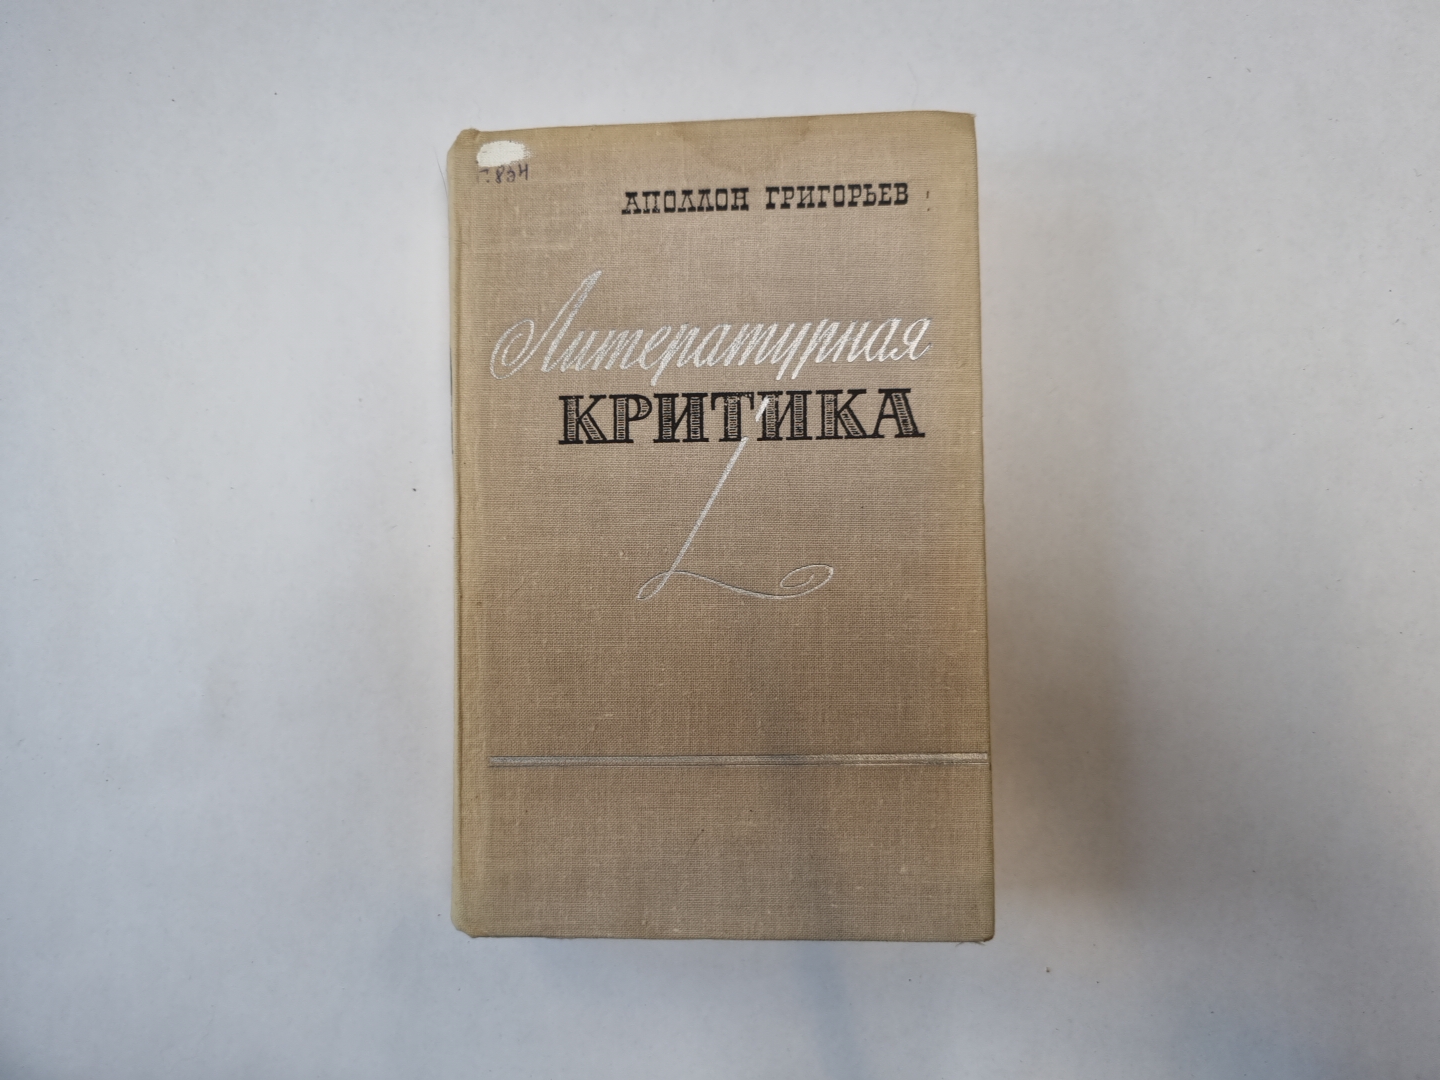 Г 834
АПОЛЛОН ГРИГОРЬЕВ
Литературная
КРИТИКА